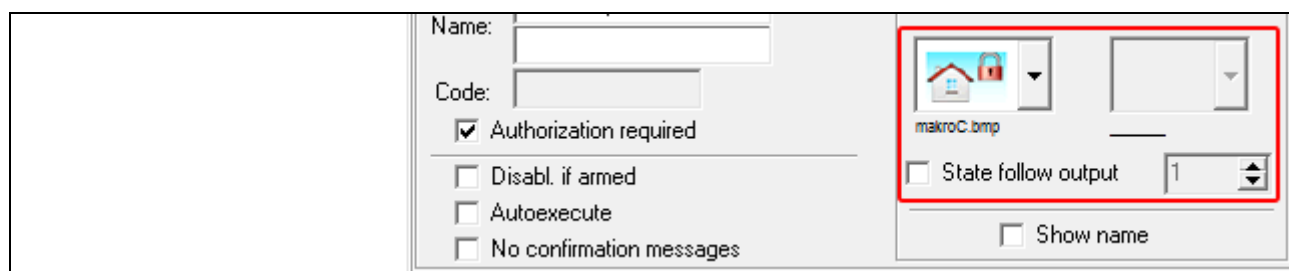 Name:
Code:
Authorization required
Disabl. if armed
Autoexecute
No confirmation messages
makroC.bmp
State follow output 1
Show name